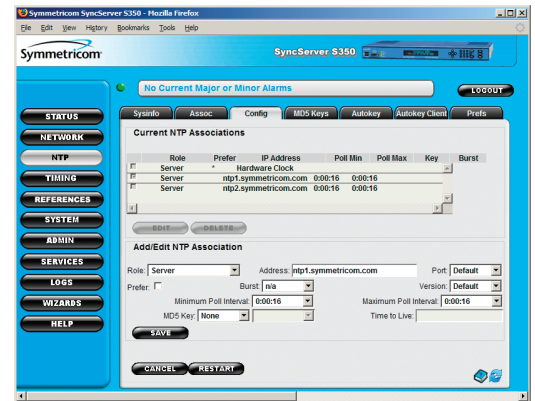 Symmetricom SyncServer S350 - Mozilla Firefox
File Edit View History Bookmarks Tools Help
Symmetricom
SyncServer S350
No Current Major or Minor Alarms
LOGOUT
Sysinfo Assoc Config MD5 Keys Autokey Autokey Client Prefs
STATUS
NETWORK
NTP
TIMING
REFERENCES
SYSTEM
ADMIN
SERVICES
LOGS
WIZARDS
HELP
Current NTP Associations
Role Prefer IP Address Poll Min Poll Max Key Burst
Server * Hardware Clock
Server ntp1.symmetricom.com 0:00:16 0:00:16
Server ntp2.symmetricom.com 0:00:16 0:00:16
EDIT DELETE
Add/Edit NTP Association
Role: Server Address: ntp1.symmetricom.com Port: Default
Prefer: Burst: n/a Version: Default
Minimum Poll Interval: 0:00:16 Maximum Poll Interval: 0:00:16
MD5 Key: None Time to Live:
SAVE
CANCEL RESTART